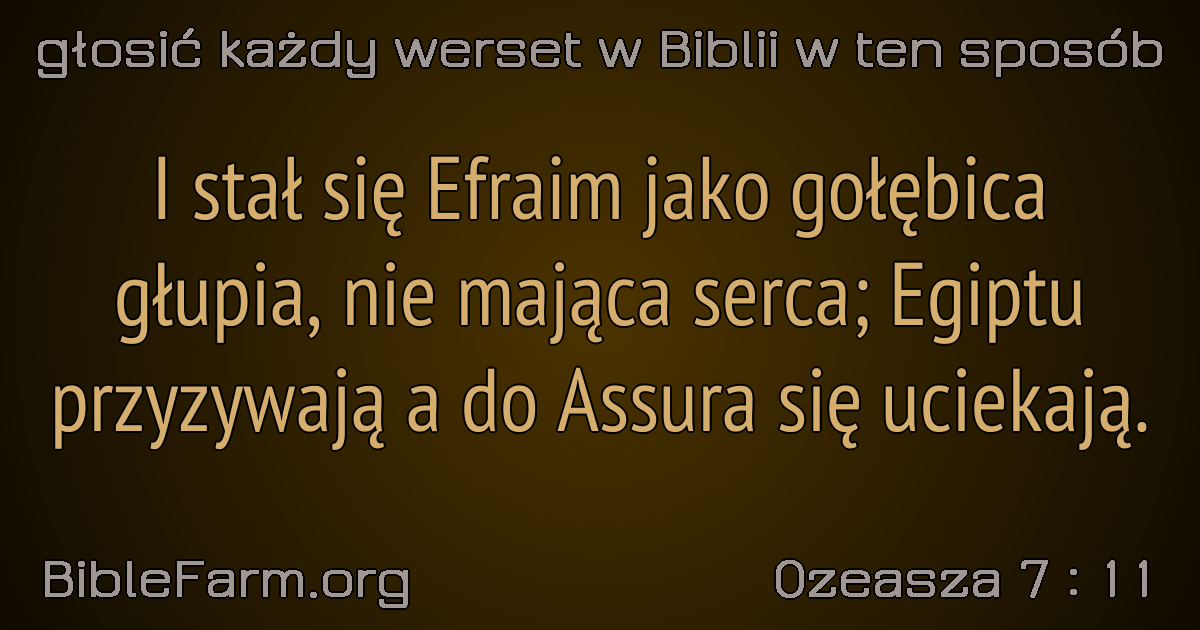 głosić każdy werset w Biblii w ten sposób
I stał się Efraim jako gołębica
głupia, nie mająca serca; Egiptu
przyzywają a do Assura się uciekają.
BibleFarm.org
Ozeasza 7 : 11